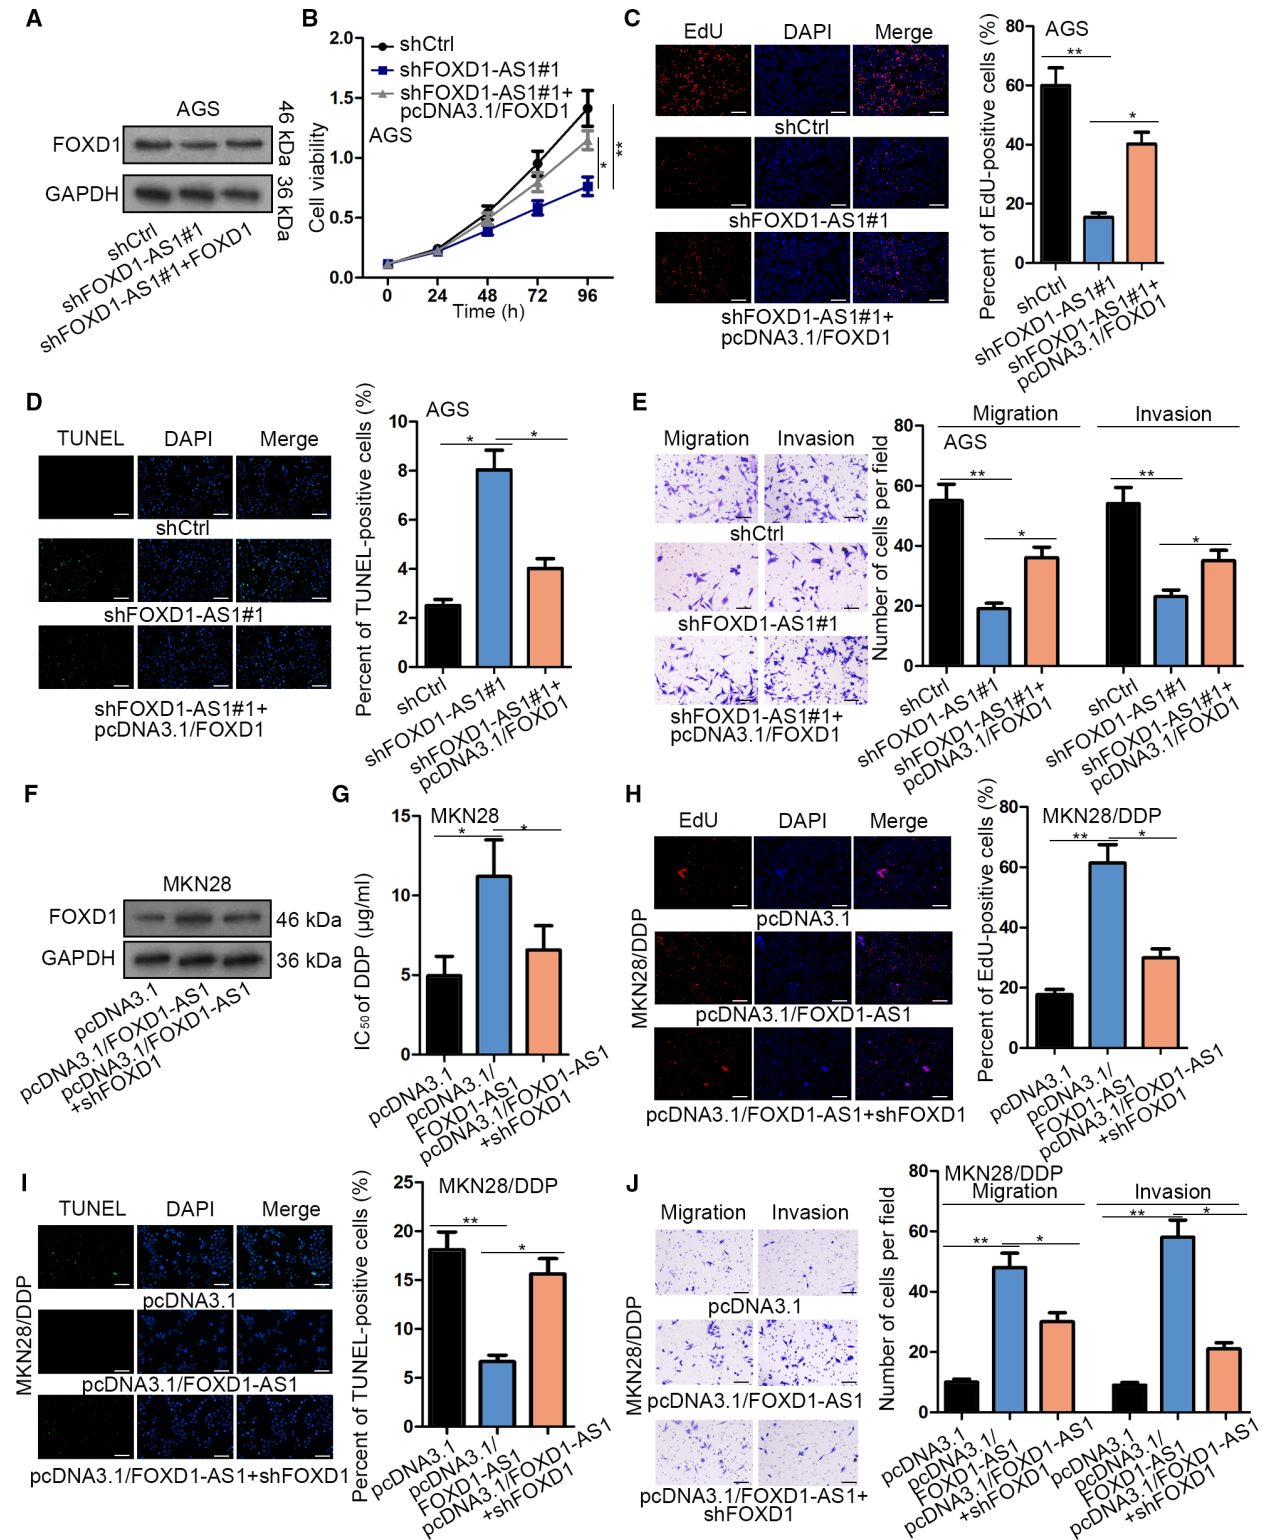 A
AGS
FOXD1
GAPDH
46 kDa
36 kDa
shCtrl
shFOXD1-AS1#1
shFOXD1-AS1#1+FOXD1
B
2.0
1.5
1.0
0.5
0.0
Cell viability
shCtrl
shFOXD1-AS1#1
shFOXD1-AS1#1+
pcDNA3.1/FOXD1
AGS
*
**
0 24 48 72 96
Time (h)
C
EdU DAPI Merge
shCtrl
shFOXD1-AS1#1
shFOXD1-AS1#1+
pcDNA3.1/FOXD1
Percent of EdU-positive cells (%)
80
60
40
20
0
AGS
**
*
shCtrl
shFOXD1-AS1#1
shFOXD1-AS1#1+
pcDNA3.1/FOXD1
D
TUNEL DAPI Merge
shCtrl
shFOXD1-AS1#1
shFOXD1-AS1#1+
pcDNA3.1/FOXD1
Percent of TUNEL-positive cells (%)
10
8
6
4
2
0
AGS
*
*
shCtrl
shFOXD1-AS1#1
shFOXD1-AS1#1+
pcDNA3.1/FOXD1
E
Migration Invasion
shCtrl
shFOXD1-AS1#1
shFOXD1-AS1#1+
pcDNA3.1/FOXD1
Number of cells per field
80
60
40
20
0
Migration Invasion
AGS
**
*
**
*
shCtrl
shFOXD1-AS1#1
shFOXD1-AS1#1+
pcDNA3.1/FOXD1
shCtrl
shFOXD1-AS1#1
shFOXD1-AS1#1+
pcDNA3.1/FOXD1
F
MKN28
FOXD1 46 kDa
GAPDH 36 kDa
pcDNA3.1
pcDNA3.1/FOXD1-AS1
pcDNA3.1/FOXD1-AS1
+shFOXD1
G
IC50 of DDP (μg/ml)
15
10
5
0
MKN28
*
*
pcDNA3.1
pcDNA3.1/
FOXD1-AS1
pcDNA3.1/FOXD1-AS1
+shFOXD1
H
EdU DAPI Merge
MKN28/DDP
pcDNA3.1
pcDNA3.1/FOXD1-AS1
pcDNA3.1/FOXD1-AS1+shFOXD1
Percent of EdU-positive cells (%)
80
60
40
20
0
MKN28/DDP
**
*
pcDNA3.1
pcDNA3.1/
FOXD1-AS1
pcDNA3.1/FOXD1-AS1
+shFOXD1
I
TUNEL DAPI Merge
MKN28/DDP
pcDNA3.1
pcDNA3.1/FOXD1-AS1
pcDNA3.1/FOXD1-AS1+shFOXD1
Percent of TUNEL-positive cells (%)
25
20
15
10
5
0
MKN28/DDP
**
*
pcDNA3.1
pcDNA3.1/
FOXD1-AS1
pcDNA3.1/FOXD1-AS1
+shFOXD1
J
Migration Invasion
MKN28/DDP
pcDNA3.1
pcDNA3.1/FOXD1-AS1
pcDNA3.1/FOXD1-AS1+
shFOXD1
Number of cells per field
80
60
40
20
0
MKN28/DDP
Migration Invasion
**
*
**
*
pcDNA3.1
pcDNA3.1/
FOXD1-AS1
pcDNA3.1/FOXD1-AS1
+shFOXD1
pcDNA3.1
pcDNA3.1/
FOXD1-AS1
pcDNA3.1/FOXD1-AS1
+shFOXD1